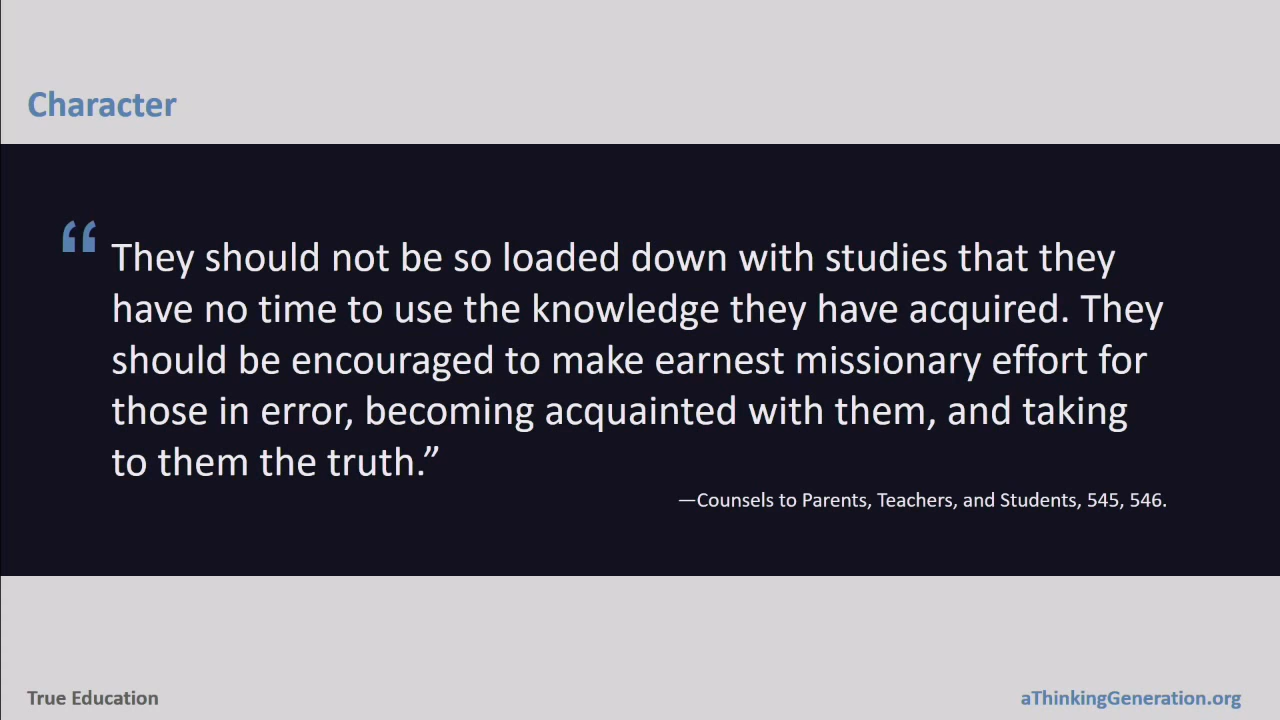 Character
“They should not be so loaded down with studies that they
have no time to use the knowledge they have acquired. They
should be encouraged to make earnest missionary effort for
those in error, becoming acquainted with them, and taking
to them the truth.”
—Counsels to Parents, Teachers, and Students, 545, 546.
True Education
aThinkingGeneration.org